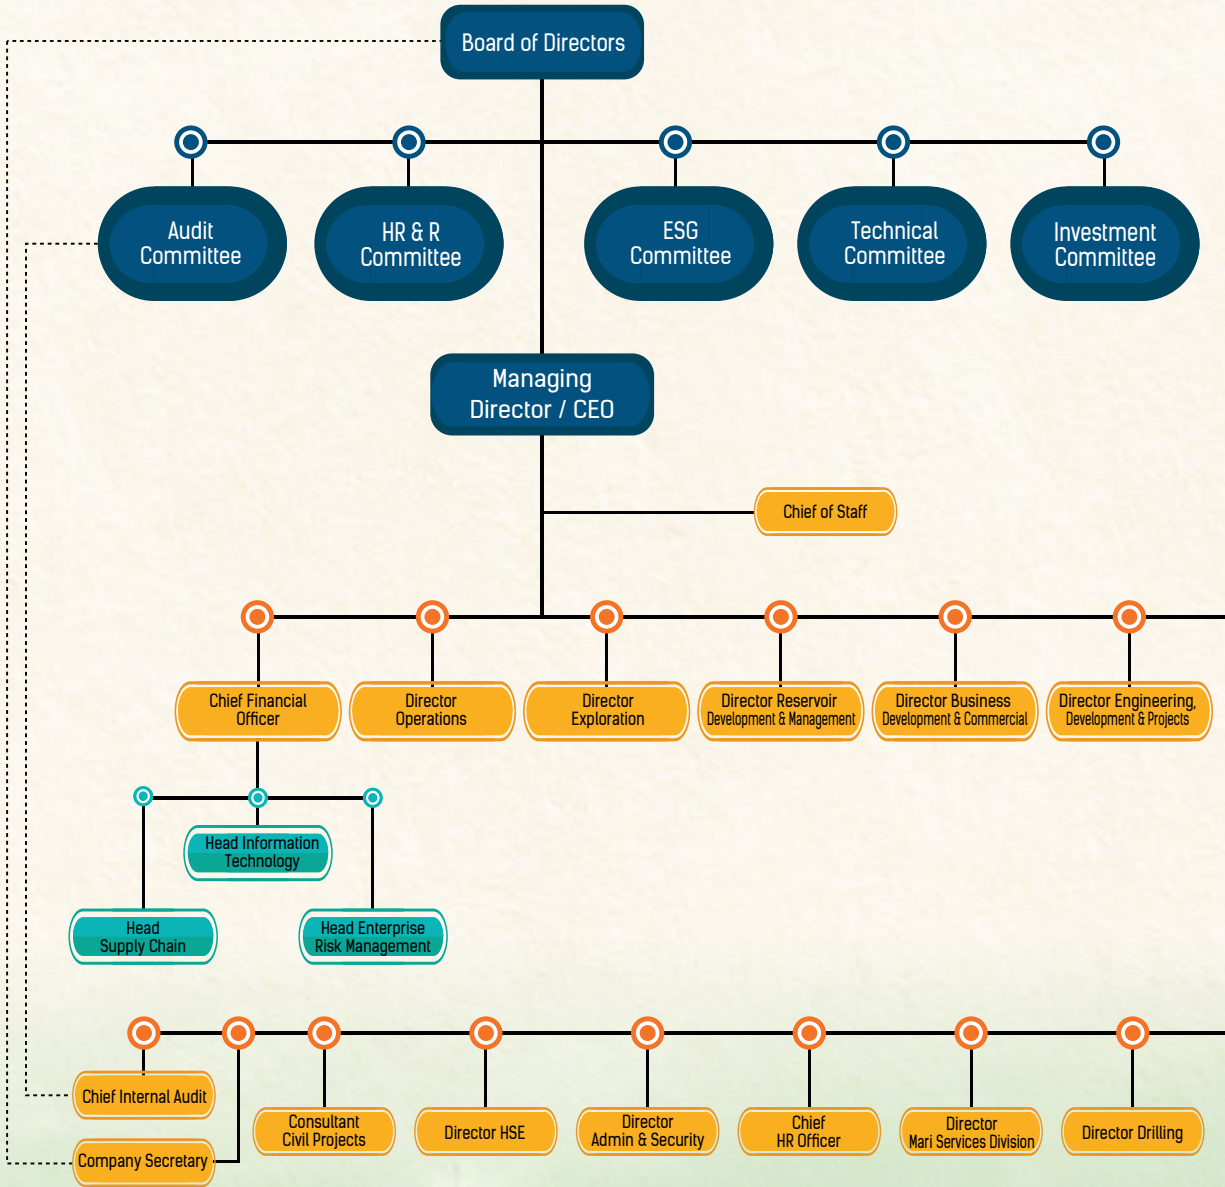 Board of Directors
Audit
Committee
HR & R
Committee
ESG
Committee
Technical
Committee
Investment
Committee
Managing
Director / CEO
Chief of Staff
Chief Financial
Officer
Director
Operations
Director
Exploration
Director Reservoir
Development & Management
Director Business
Development & Commercial
Director Engineering,
Development & Projects
Head Information
Technology
Head
Supply Chain
Head Enterprise
Risk Management
Chief Internal Audit
Company Secretary
Consultant
Civil Projects
Director HSE
Director
Admin & Security
Chief
HR Officer
Director
Mari Services Division
Director Drilling